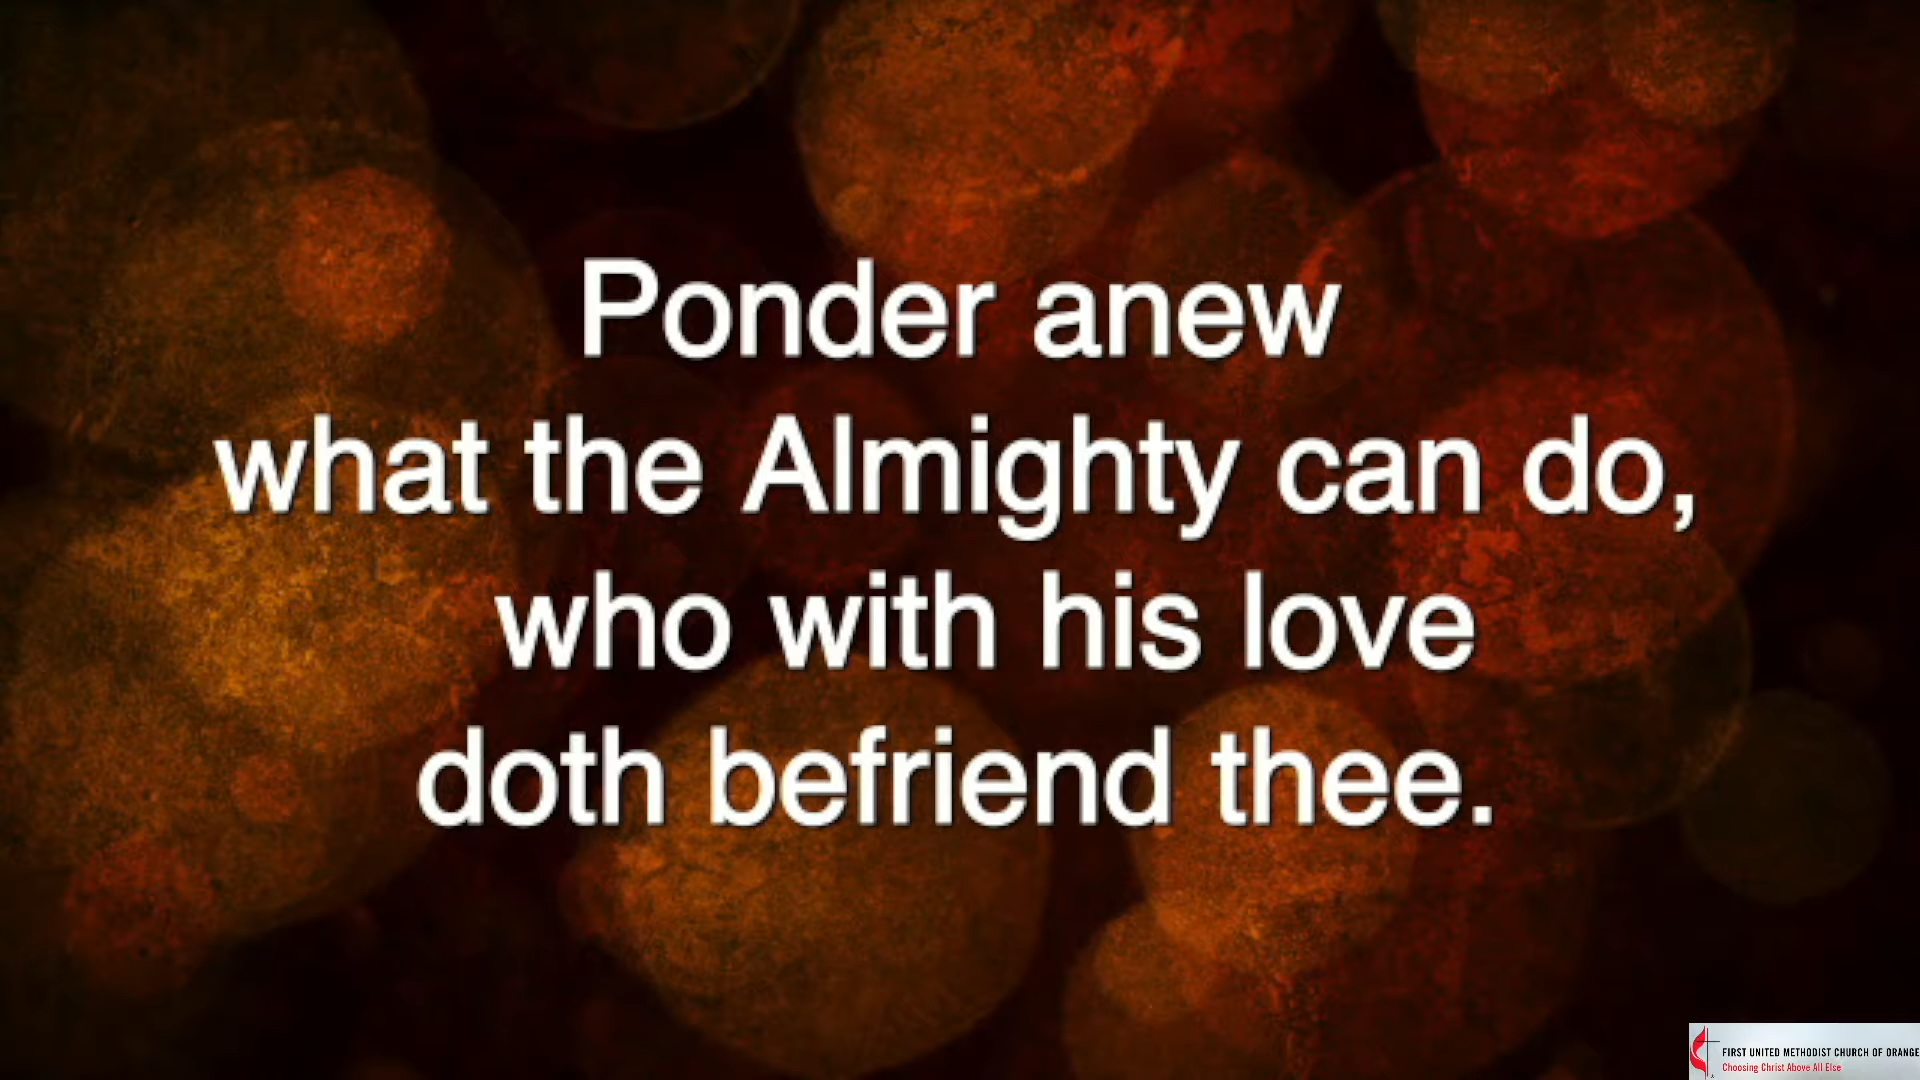 Ponder anew
what the Almighty can do,
who with his love
doth befriend thee.
FIRST UNITED METHODIST CHURCH OF ORANGE
Choosing Christ Above All Else